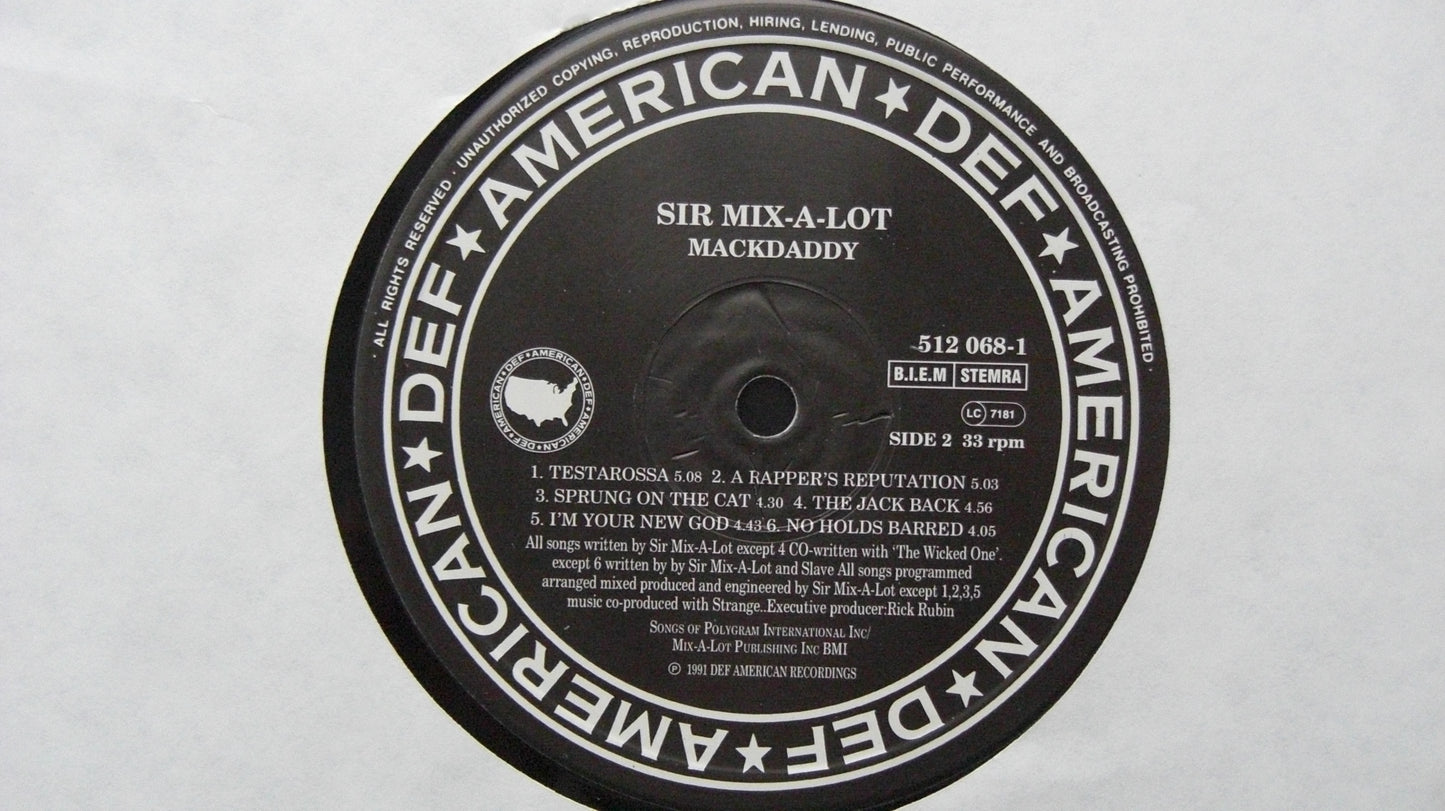 · ALL RIGHTS RESERVED · UNAUTHORIZED COPYING, REPRODUCTION, HIRING, LENDING, PUBLIC PERFORMANCE AND BROADCASTING PROHIBITED ·
DEF ★ AMERICAN ★ DEF ★ AMERICAN ★ DEF ★ AMERICAN ★
SIR MIX-A-LOT
MACKDADDY
512 068-1
B.I.E.M STEMRA
LC 7181
SIDE 2 33 rpm
DEF ★ AMERICAN ★ DEF ★ AMERICAN ★ DEF ★ AMERICAN ★
1. TESTAROSSA 5.08 2. A RAPPER'S REPUTATION 5.03
3. SPRUNG ON THE CAT 4.30 4. THE JACK BACK 4.56
5. I'M YOUR NEW GOD 4.43 6. NO HOLDS BARRED 4.05
All songs written by Sir Mix-A-Lot except 4 CO-written with 'The Wicked One'.
except 6 written by by Sir Mix-A-Lot and Slave All songs programmed
arranged mixed produced and engineered by Sir Mix-A-Lot except 1,2,3,5
music co-produced with Strange..Executive producer:Rick Rubin
SONGS OF POLYGRAM INTERNATIONAL INC/
MIX-A-LOT PUBLISHING INC BMI
℗ 1991 DEF AMERICAN RECORDINGS